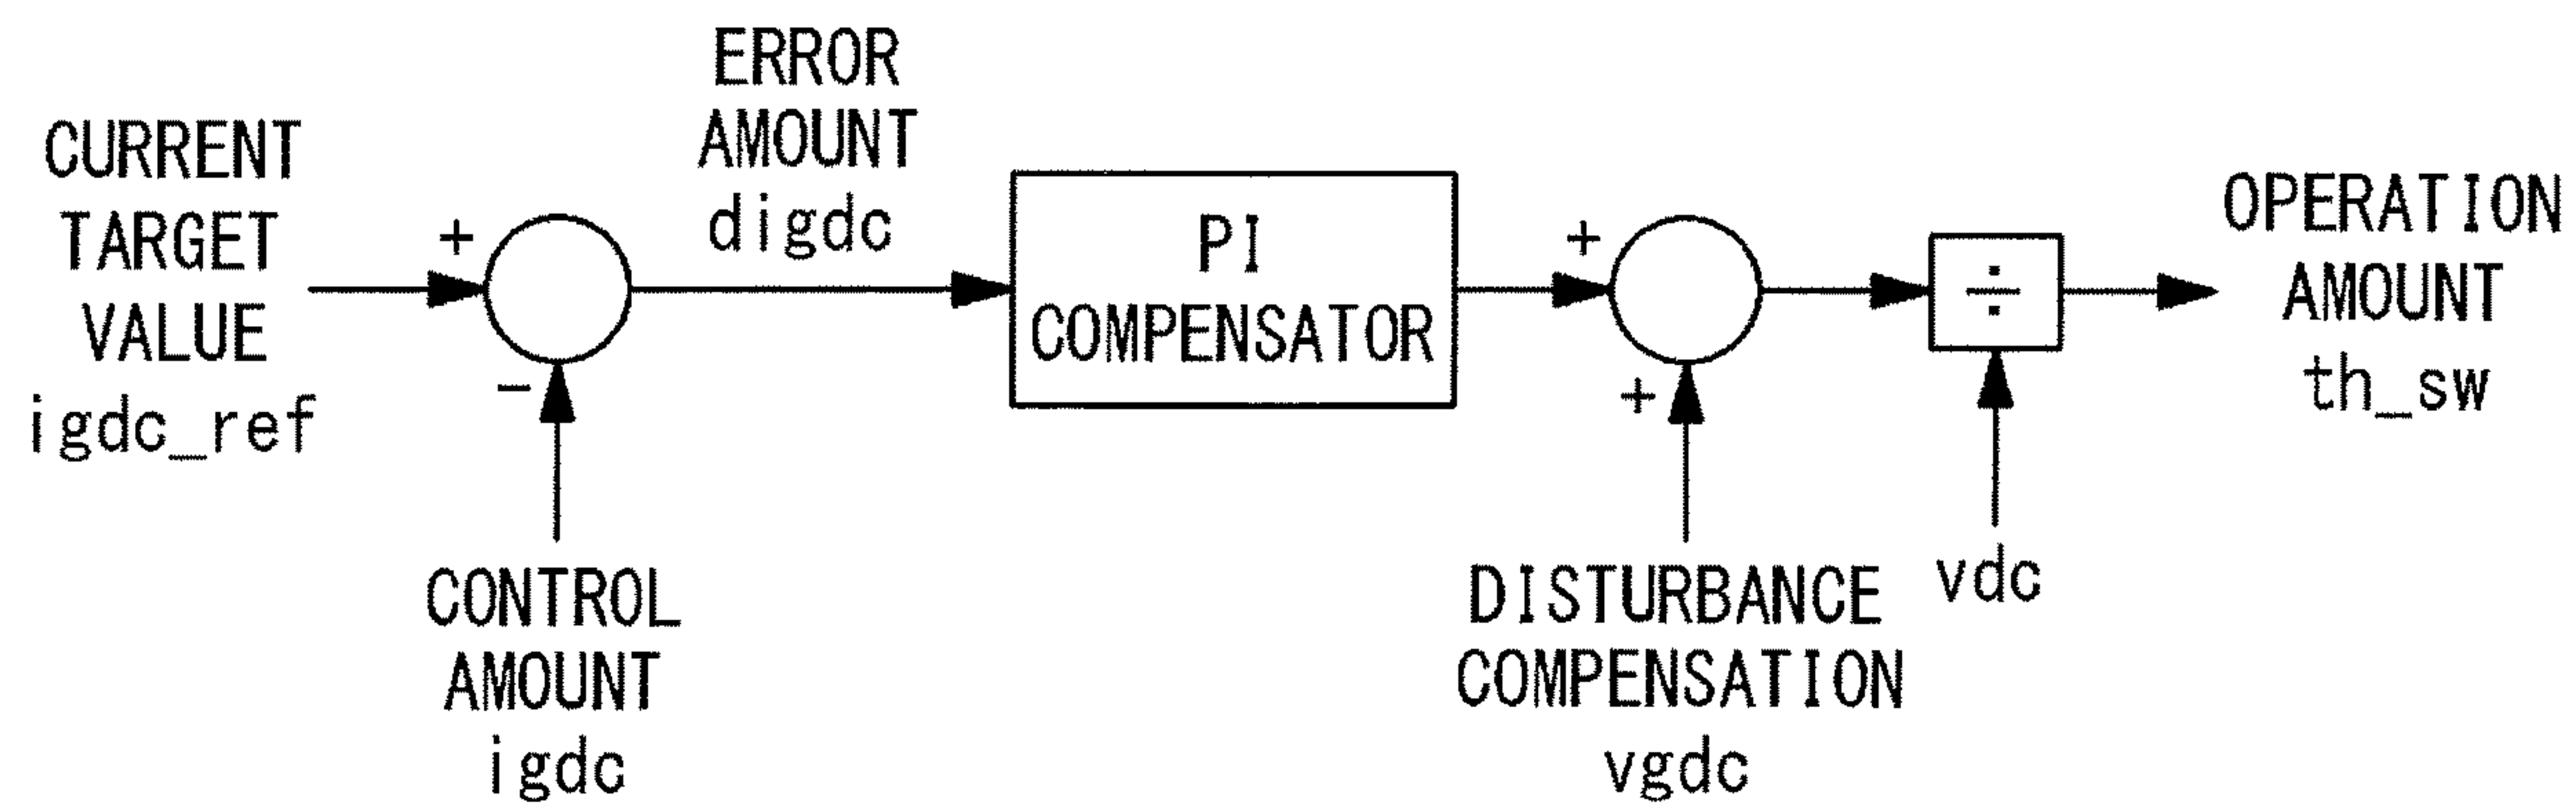 CURRENT
TARGET
VALUE
igdc_ref
+
−
CONTROL
AMOUNT
igdc
ERROR
AMOUNT
digdc
PI
COMPENSATOR
+
+
DISTURBANCE
COMPENSATION
vgdc
÷
vdc
OPERATION
AMOUNT
th_sw